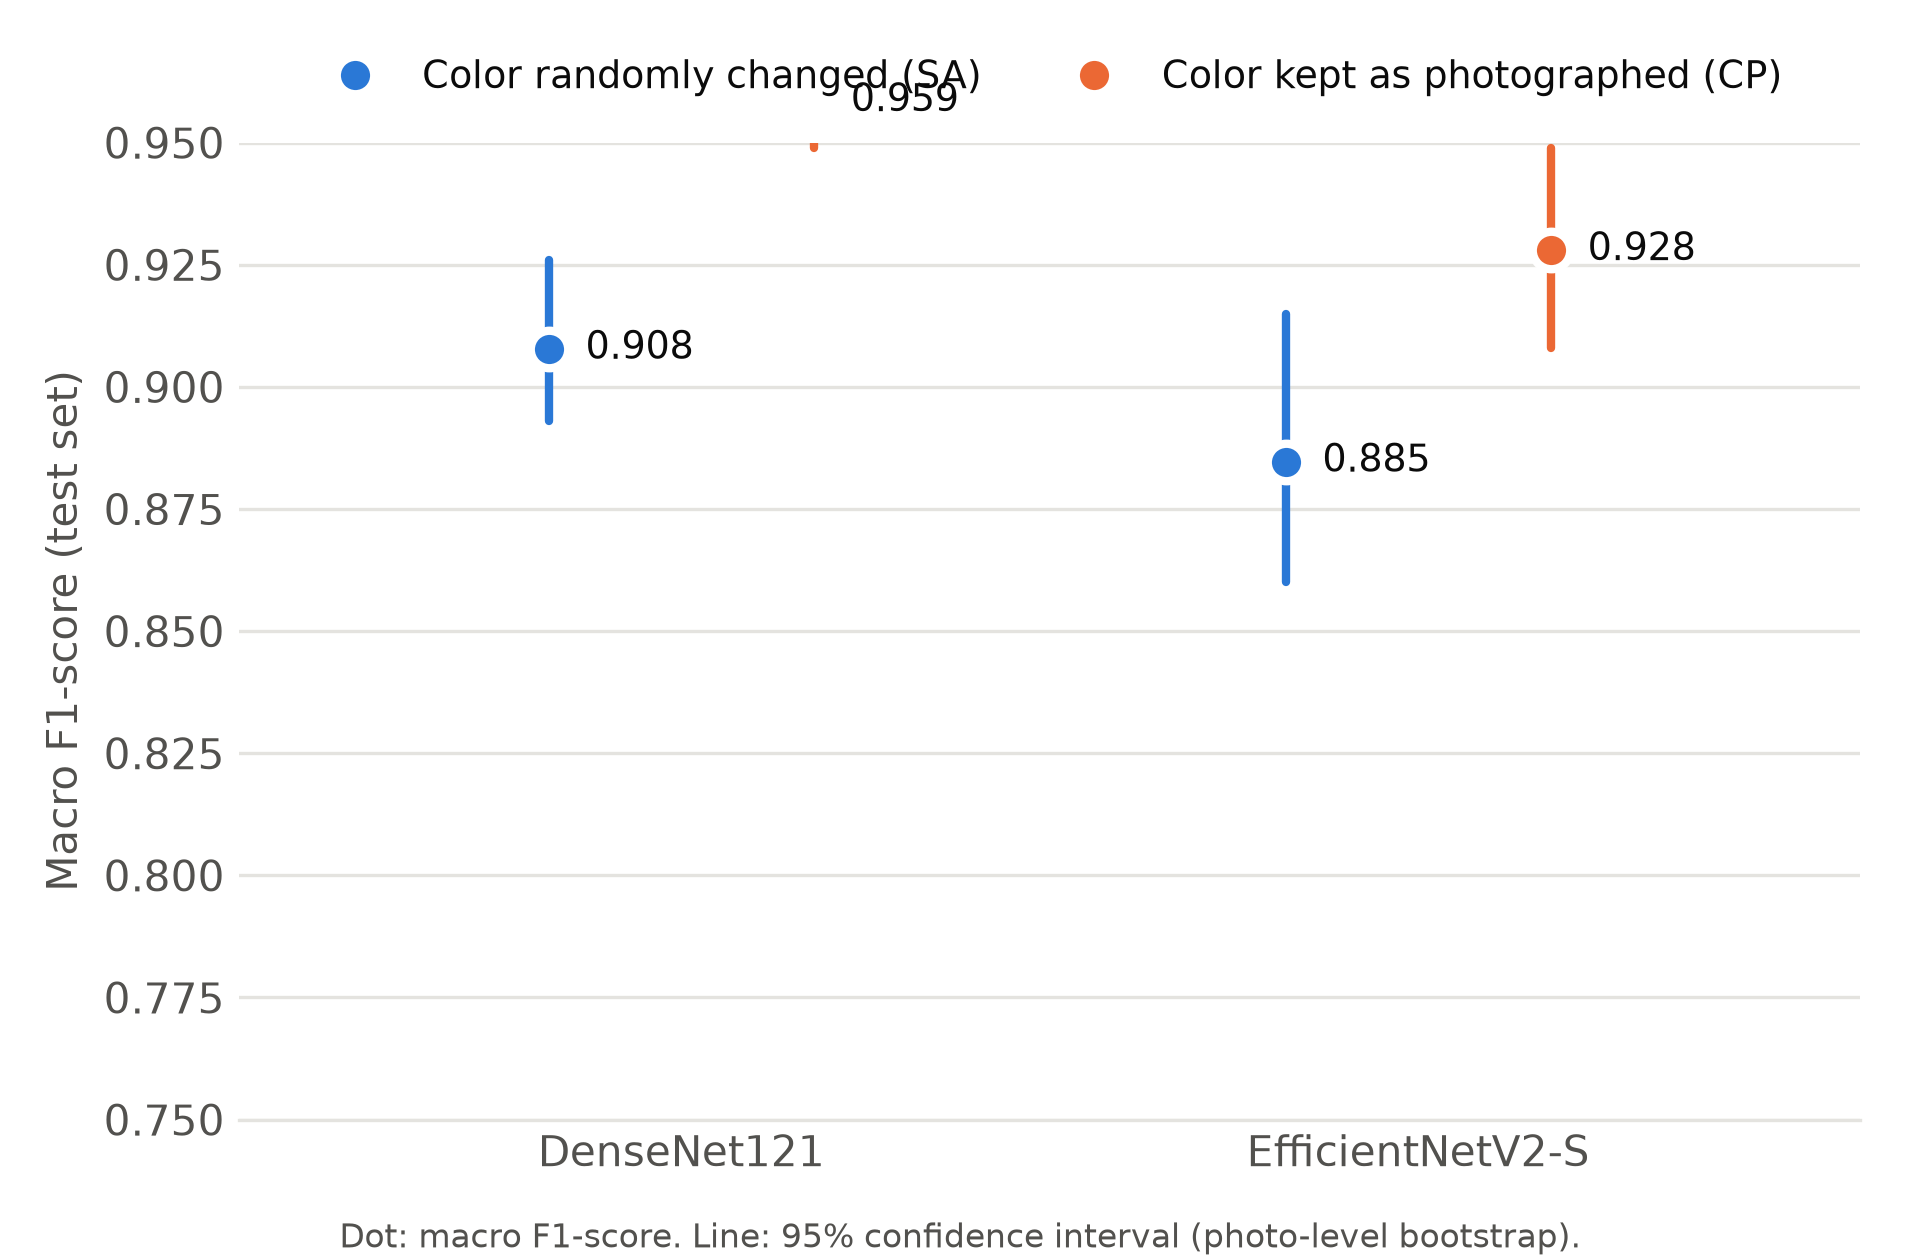 Color randomly changed (SA)
Color kept as photographed (CP)
0.959
0.950
0.925
0.928
0.908
0.900
0.885
0.875
0.850
0.825
0.800
0.775
0.750
Macro F1-score (test set)
DenseNet121
EfficientNetV2-S
Dot: macro F1-score. Line: 95% confidence interval (photo-level bootstrap).